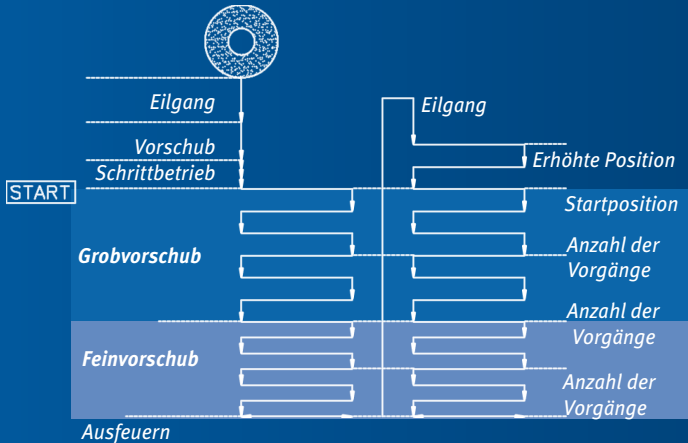 Eilgang
Vorschub
Schrittbetrieb
START
Grobvorschub
Feinvorschub
Ausfeuern
Eilgang
Erhöhte Position
Startposition
Anzahl der
Vorgänge
Anzahl der
Vorgänge
Anzahl der
Vorgänge